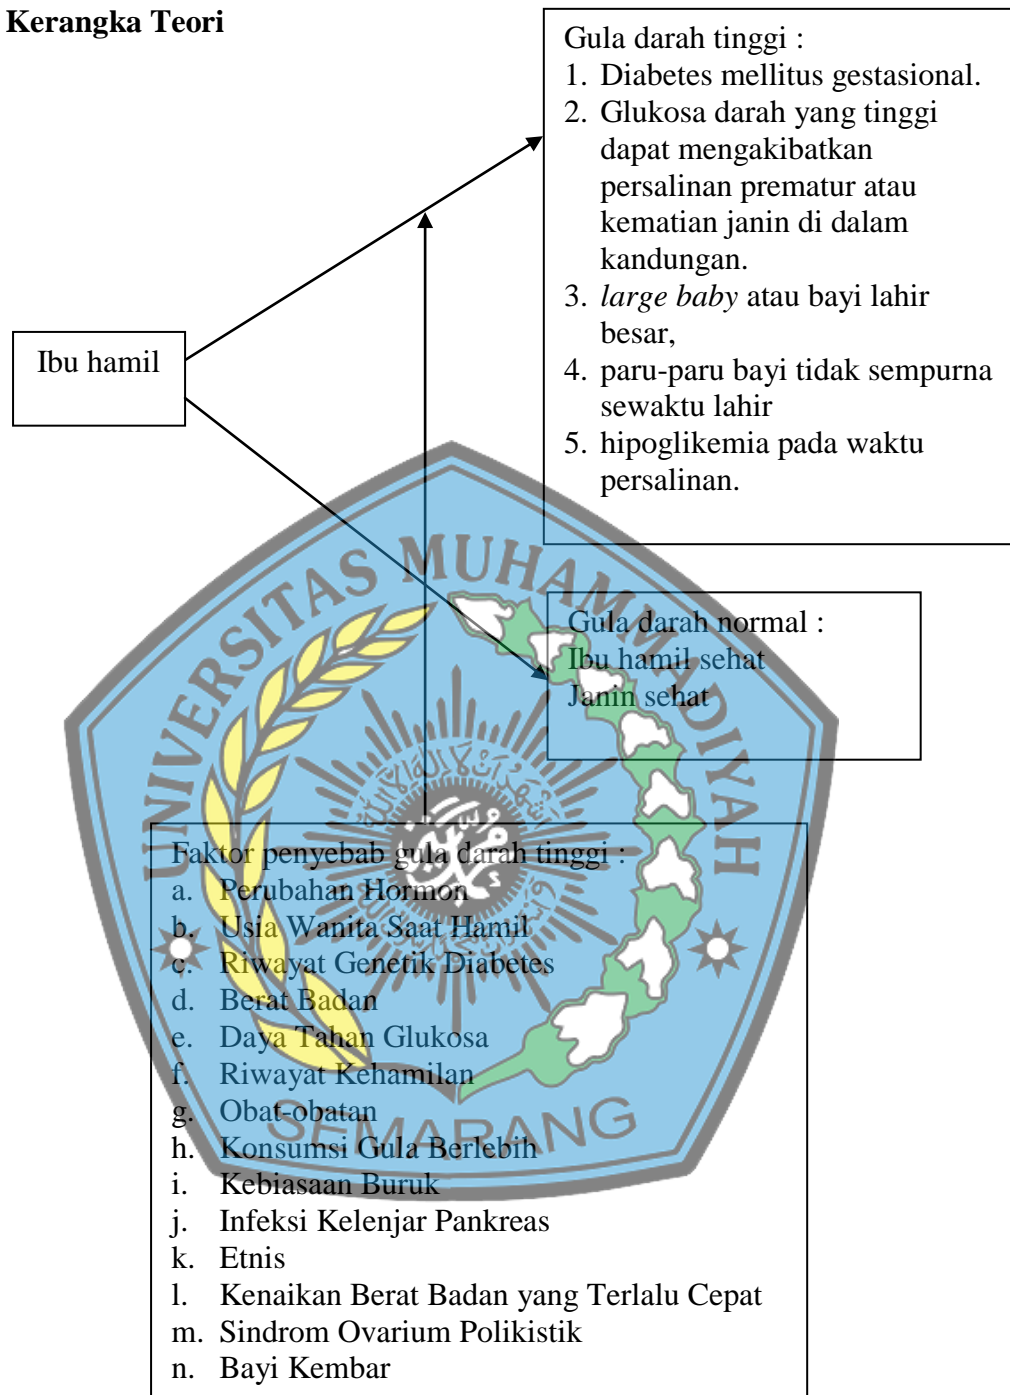 Kerangka Teori
Gula darah tinggi :
1. Diabetes mellitus gestasional.
2. Glukosa darah yang tinggi
dapat mengakibatkan
persalinan prematur atau
kematian janin di dalam
kandungan.
3. large baby atau bayi lahir
besar,
4. paru-paru bayi tidak sempurna
sewaktu lahir
5. hipoglikemia pada waktu
persalinan.
Ibu hamil
Gula darah normal :
Ibu hamil sehat
Janin sehat
Faktor penyebab gula darah tinggi :
a. Perubahan Hormon
b. Usia Wanita Saat Hamil
c. Riwayat Genetik Diabetes
d. Berat Badan
e. Daya Tahan Glukosa
f. Riwayat Kehamilan
g. Obat-obatan
h. Konsumsi Gula Berlebih
i. Kebiasaan Buruk
j. Infeksi Kelenjar Pankreas
k. Etnis
l. Kenaikan Berat Badan yang Terlalu Cepat
m. Sindrom Ovarium Polikistik
n. Bayi Kembar
UNIVERSITAS MUHAMMADIYAH
SEMARANG